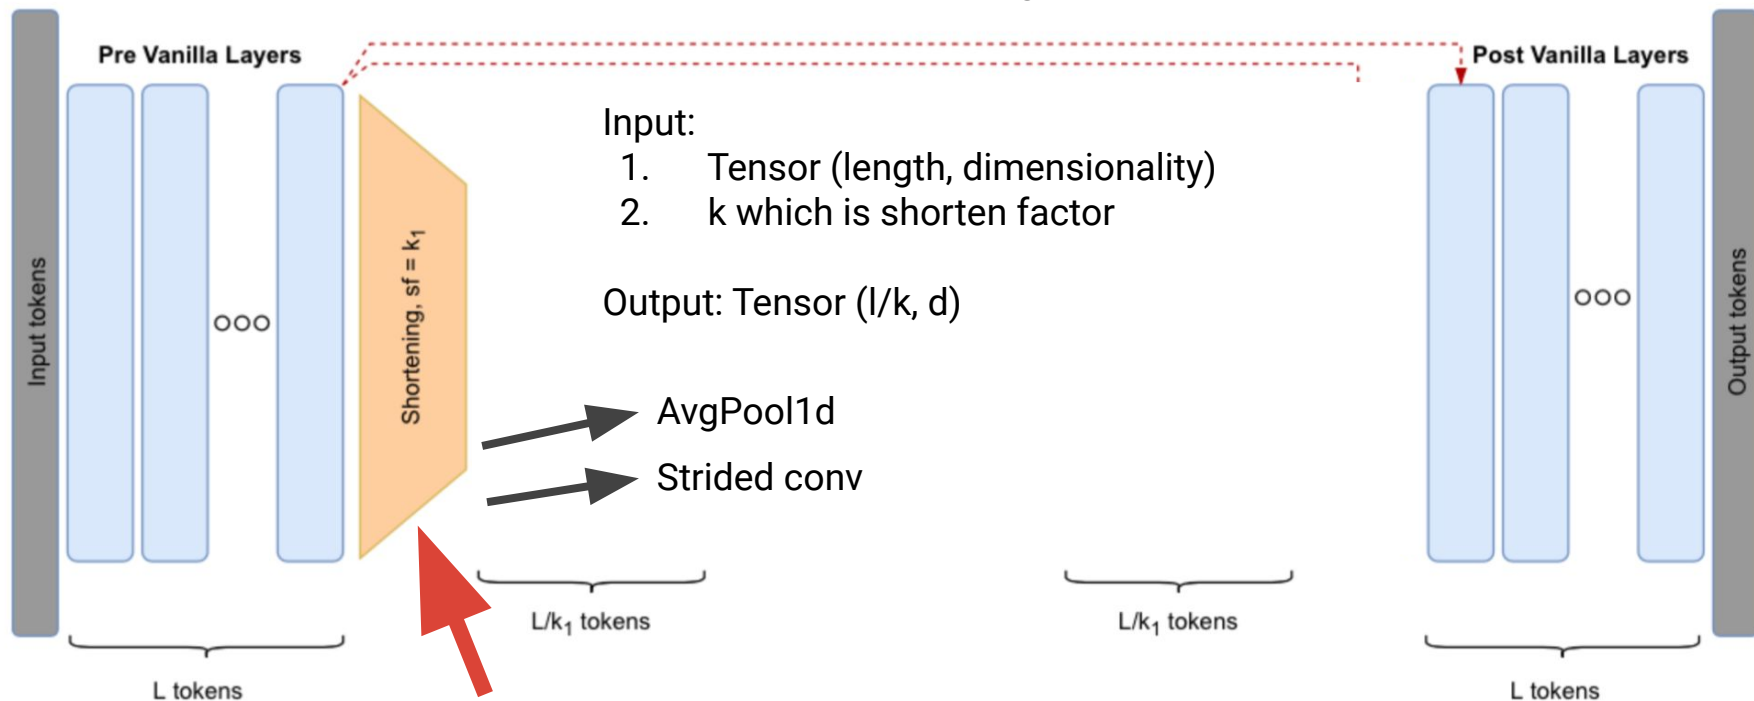 Pre Vanilla Layers
Post Vanilla Layers
Input tokens
Shortening, sf = k₁
Input:
1. Tensor (length, dimensionality)
2. k which is shorten factor
Output: Tensor (l/k, d)
AvgPool1d
Strided conv
Output tokens
L/k₁ tokens
L/k₁ tokens
L tokens
L tokens